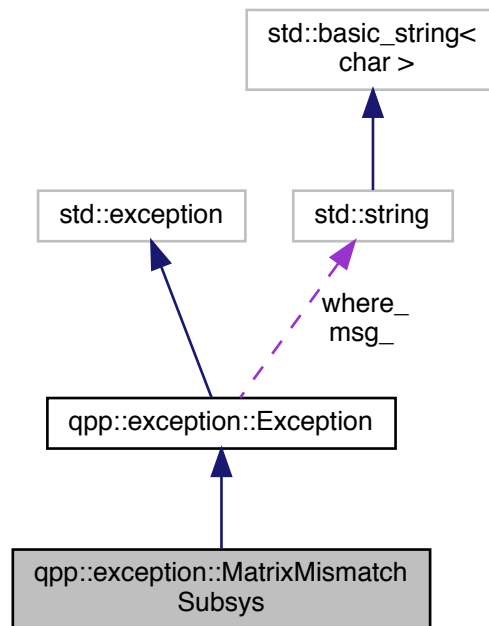 std::basic_string<
char >
std::exception
std::string
where_
msg_
qpp::exception::Exception
qpp::exception::MatrixMismatch
Subsys